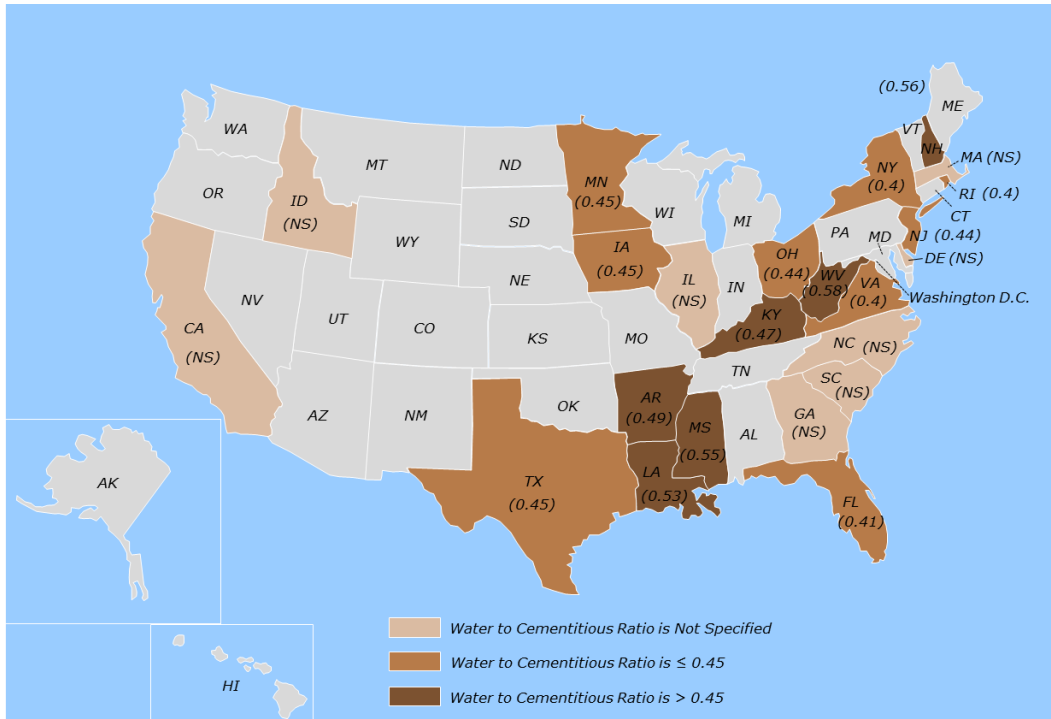 (0.56)
ME
WA
VT
NH
MT
ND
MA (NS)
MN
(0.45)
NY
(0.4)
OR
ID
(NS)
RI (0.4)
WI
MI
CT
SD
PA
MD
NJ (0.44)
WY
IA
(0.45)
OH
(0.44)
DE (NS)
NE
IL
(NS)
IN
WV
(0.58)
VA
(0.4)
Washington D.C.
NV
UT
CO
CA
(NS)
KS
MO
KY
(0.47)
NC (NS)
TN
SC
(NS)
AZ
NM
OK
AR
(0.49)
MS
(0.55)
AL
GA
(NS)
LA
(0.53)
TX
(0.45)
FL
(0.41)
AK
HI
Water to Cementitious Ratio is Not Specified
Water to Cementitious Ratio is ≤ 0.45
Water to Cementitious Ratio is > 0.45